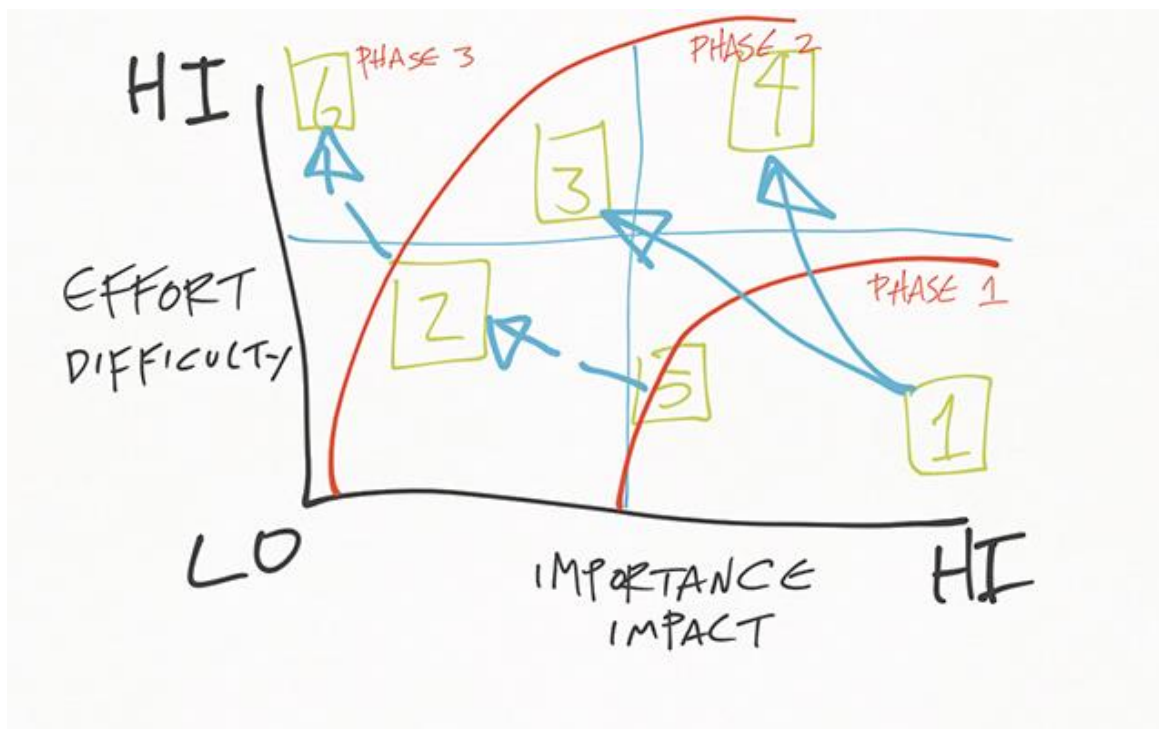 HI
6
PHASE 3
PHASE 2
4
3
EFFORT
DIFFICULTY
2
PHASE 1
5
1
LO
IMPORTANCE
IMPACT
HI